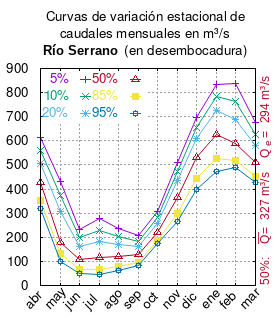 Curvas de variación estacional de
caudales mensuales en m³/s
Río Serrano (en desembocadura)
900
800
700
600
500
400
300
200
100
0
5% 50%
10% 85%
20% 95%
abr may jun jul ago sep oct nov dic ene feb mar
50%: Q= 327 m³/s Qe = 294 m³/s